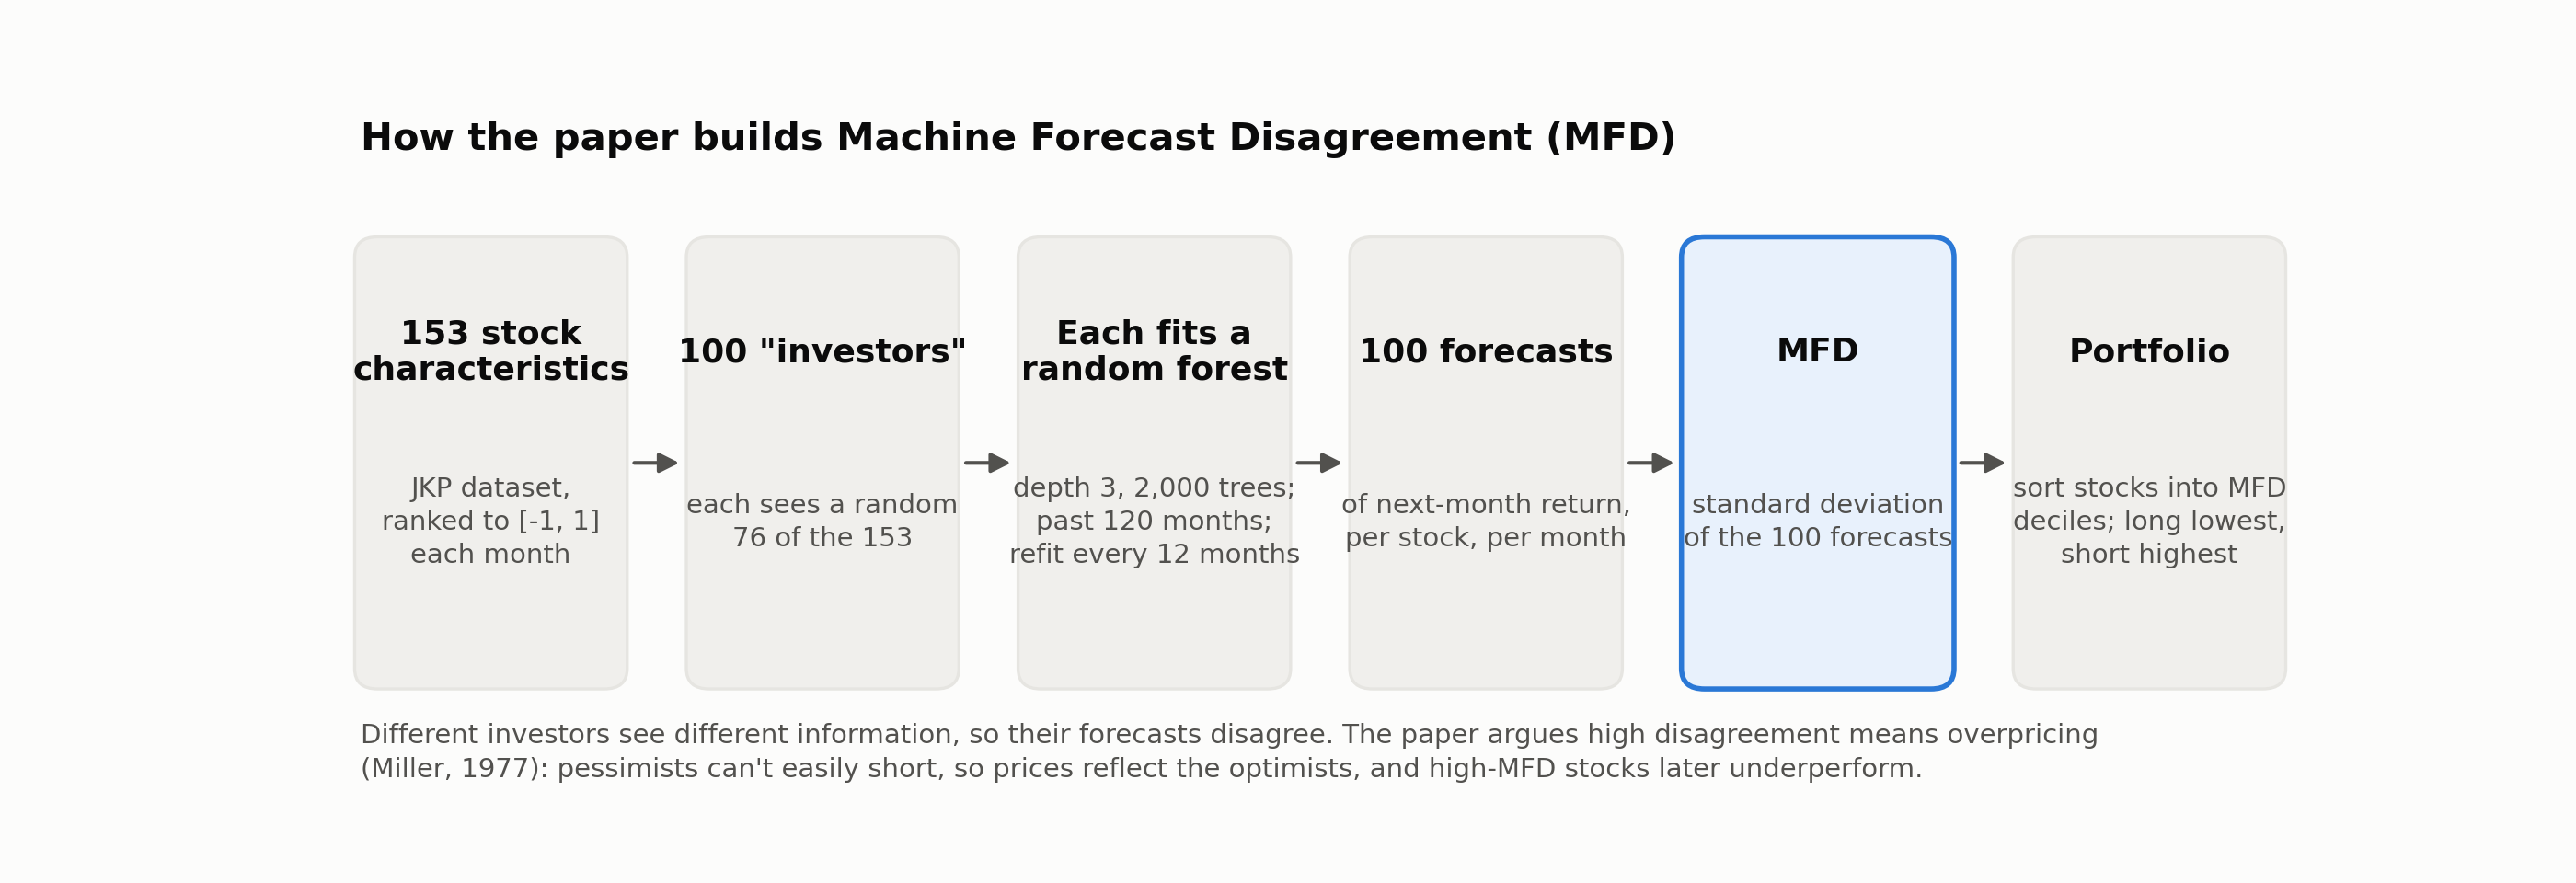 How the paper builds Machine Forecast Disagreement (MFD)
153 stock
characteristics
JKP dataset,
ranked to [-1, 1]
each month
100 "investors"
each sees a random
76 of the 153
Each fits a
random forest
depth 3, 2,000 trees;
past 120 months;
refit every 12 months
100 forecasts
of next-month return,
per stock, per month
MFD
standard deviation
of the 100 forecasts
Portfolio
sort stocks into MFD
deciles; long lowest,
short highest
Different investors see different information, so their forecasts disagree. The paper argues high disagreement means overpricing
(Miller, 1977): pessimists can't easily short, so prices reflect the optimists, and high-MFD stocks later underperform.